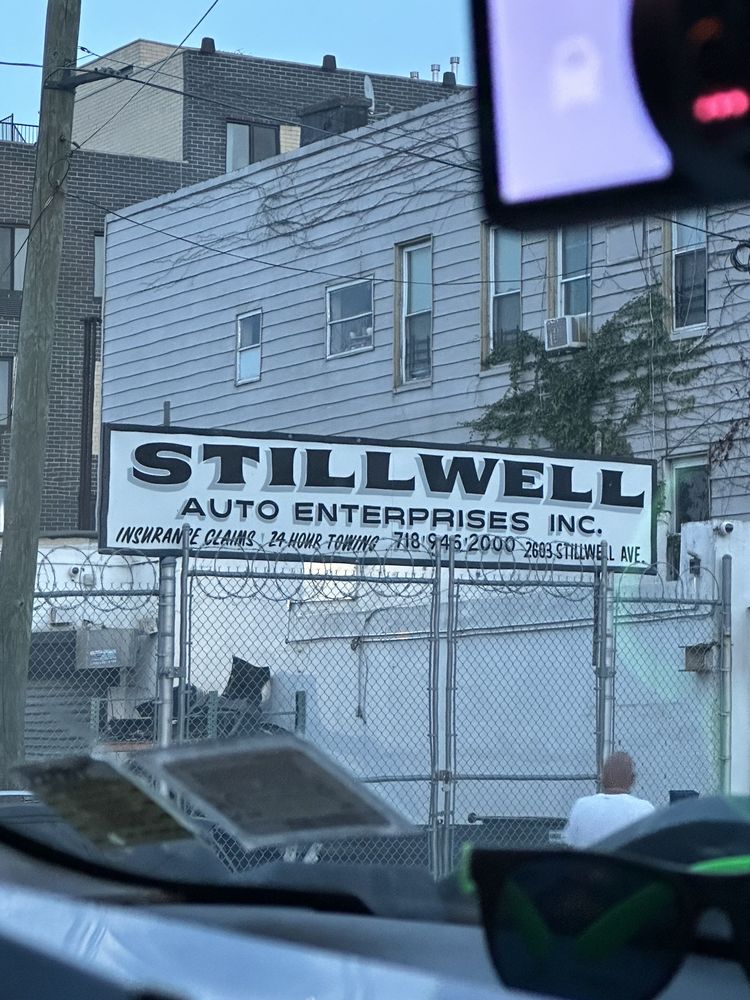 STILLWELL
AUTO ENTERPRISES INC.
INSURANCE CLAIMS 24 HOUR TOWING 718 946 2000 2603 STILLWELL AVE.